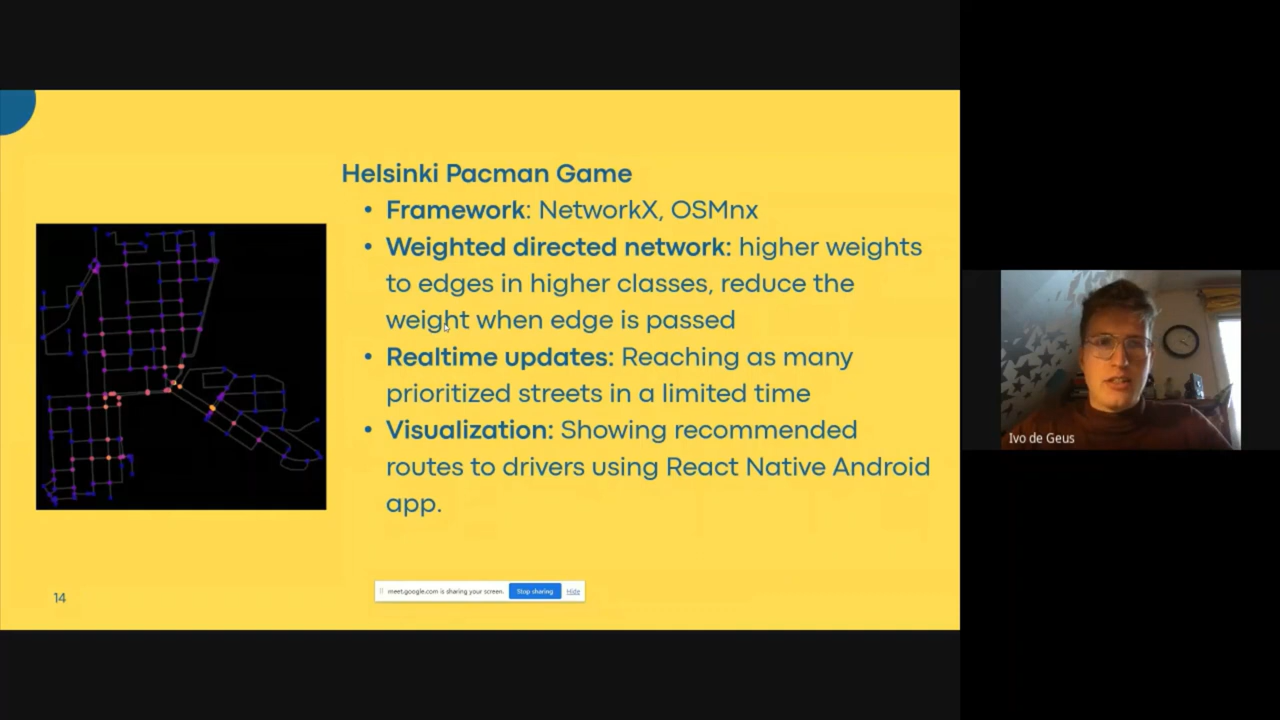 Helsinki Pacman Game
• Framework: NetworkX, OSMnx
• Weighted directed network: higher weights
to edges in higher classes, reduce the
weight when edge is passed
• Realtime updates: Reaching as many
prioritized streets in a limited time
• Visualization: Showing recommended
routes to drivers using React Native Android
app.
14
meet.google.com is sharing your screen. Stop sharing Hide
Ivo de Geus